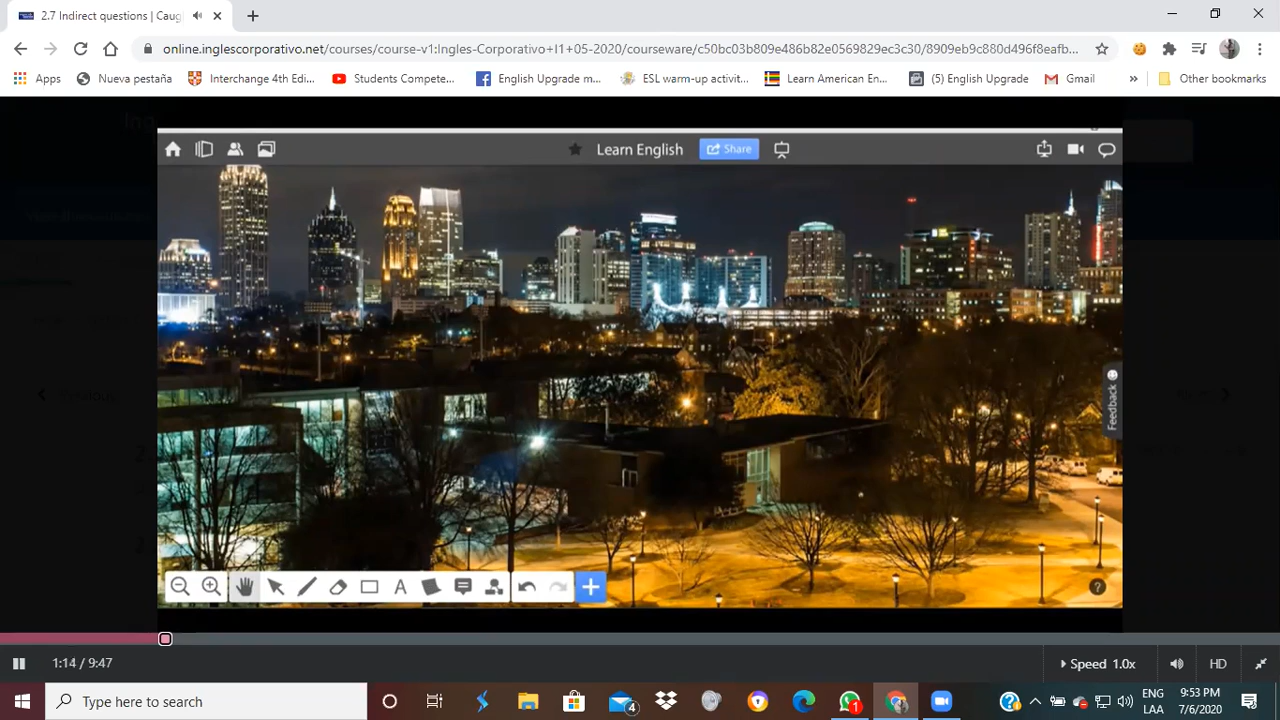 2.7 Indirect questions | Caug
online.inglescorporativo.net/courses/course-v1:Ingles-Corporativo+I1+05-2020/courseware/c50bc03b809e486b82e0569829ec3c30/8909eb9c880d496f8eafb...
Apps Nueva pestaña Interchange 4th Edi... Students Compete... English Upgrade m... ESL warm-up activit... Learn American En... (5) English Upgrade Gmail » Other bookmarks
Learn English Share
Feedback
A
?
1:14 / 9:47 Speed 1.0x HD
Type here to search
4
1
ENG
LAA
9:53 PM
7/6/2020